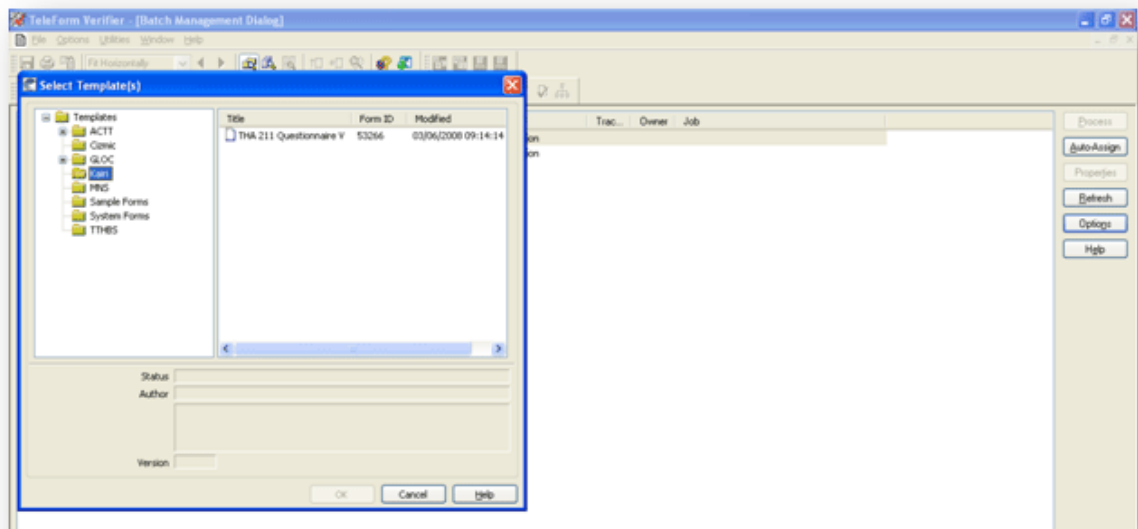 TeleForm Verifier - [Batch Management Dialog]
File Options Utilities Window Help
Fit Horizontally
Select Template(s)
Templates
ACTT
Cizmic
GLOC
Kain
MNS
Sample Forms
System Forms
TTHBS
Title Form ID Modified
THA 211 Questionnaire V 53266 03/06/2008 09:14:14
Status
Author
Version
OK Cancel Help
Trac... Owner Job
ion
ion
Process
Auto-Assign
Properties
Refresh
Options
Help